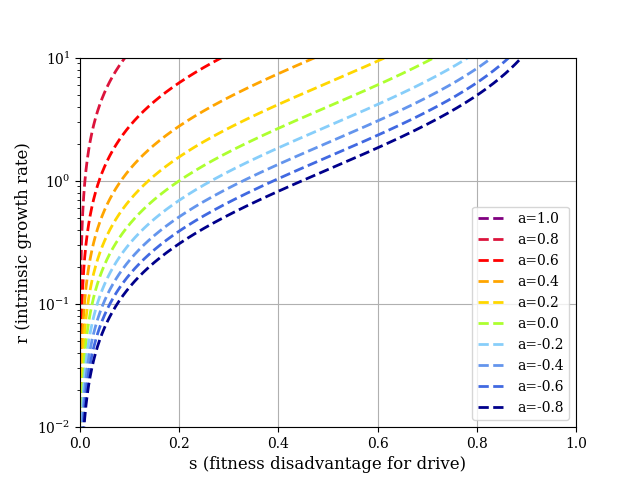 10¹
10⁰
10⁻¹
10⁻²
r (intrinsic growth rate)
0.0 0.2 0.4 0.6 0.8 1.0
s (fitness disadvantage for drive)
a=1.0
a=0.8
a=0.6
a=0.4
a=0.2
a=0.0
a=-0.2
a=-0.4
a=-0.6
a=-0.8